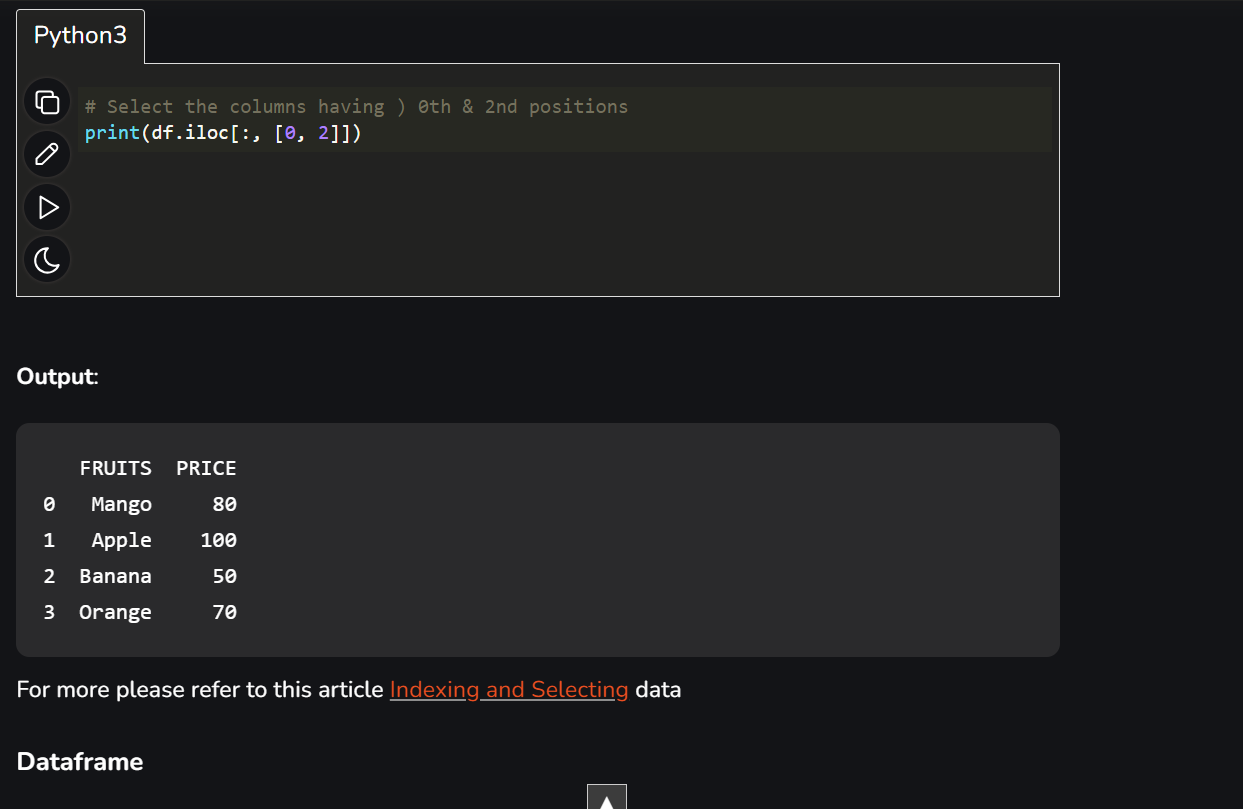 Python3
# Select the columns having ) 0th & 2nd positions
print(df.iloc[:, [0, 2]])
Output:
FRUITS PRICE
0 Mango 80
1 Apple 100
2 Banana 50
3 Orange 70
For more please refer to this article Indexing and Selecting data
Dataframe